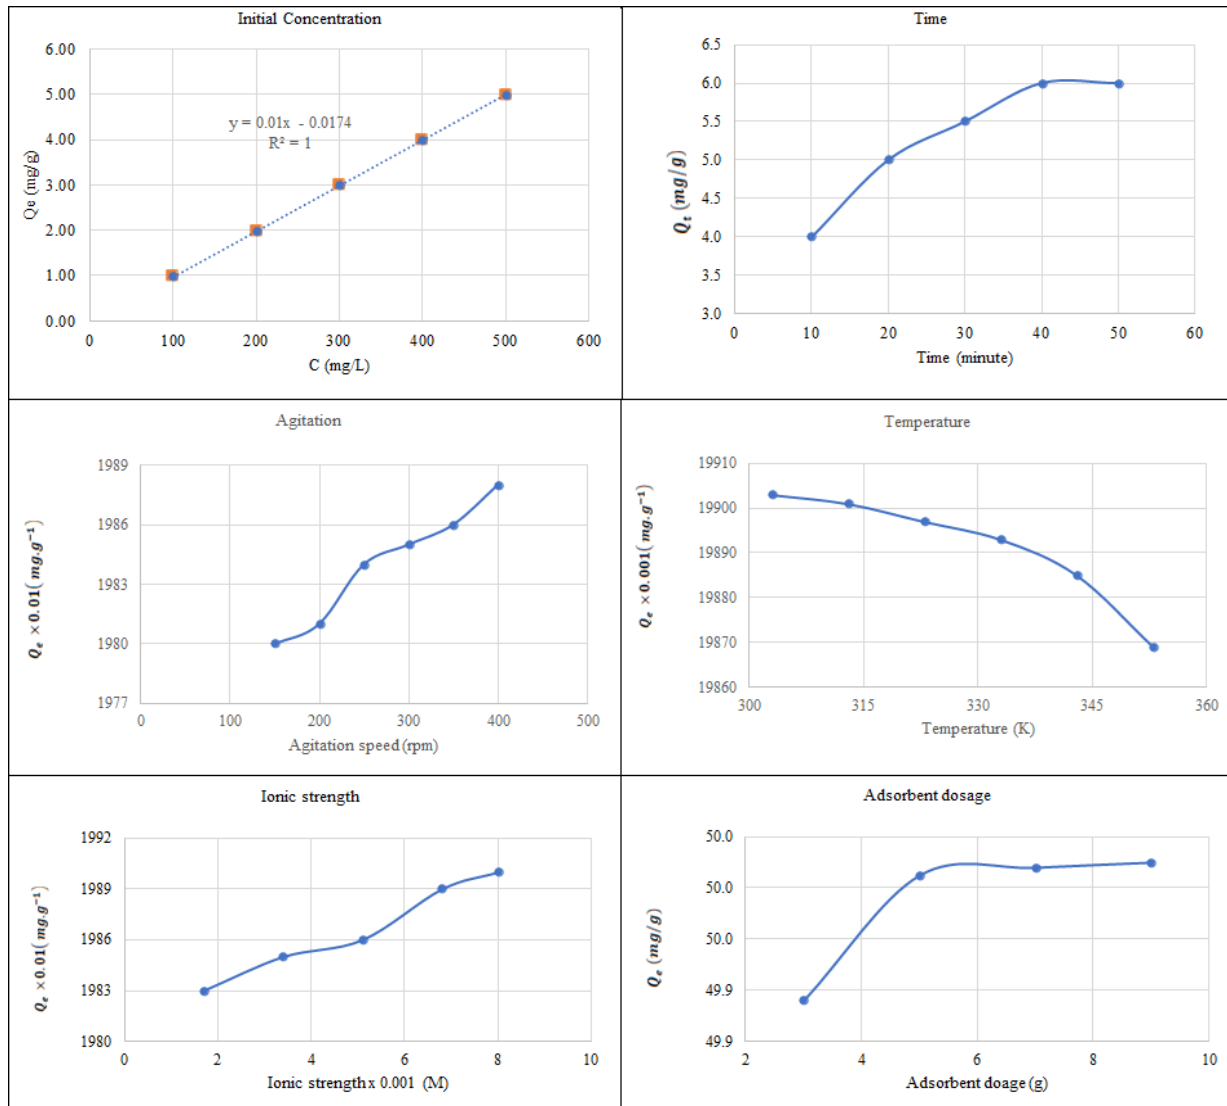 Initial Concentration
6.00
5.00
4.00
3.00
2.00
1.00
0.00
Qe (mg/g)
y = 0.01x - 0.0174
R² = 1
0 100 200 300 400 500 600
C (mg/L)
Time
6.5
6.0
5.5
5.0
4.5
4.0
3.5
3.0
Qt (mg/g)
0 10 20 30 40 50 60
Time (minute)
Agitation
1989
1986
1983
1980
1977
Qe ×0.01( mg.g⁻¹)
0 100 200 300 400 500
Agitation speed (rpm)
Temperature
19910
19900
19890
19880
19870
19860
Qe ×0.001( mg.g⁻¹)
300 315 330 345 360
Temperature (K)
Ionic strength
1992
1989
1986
1983
1980
Qe ×0.01( mg.g⁻¹)
0 2 4 6 8 10
Ionic strength x 0.001 (M)
Adsorbent dosage
50.0
50.0
50.0
49.9
49.9
Qe (mg/g)
2 4 6 8 10
Adsorbent doage (g)